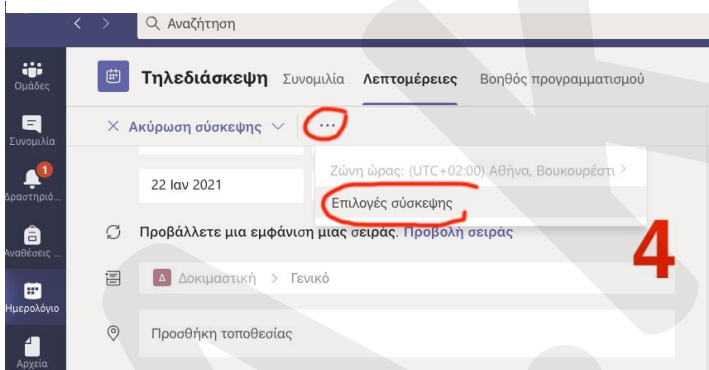 Αναζήτηση
Ομάδες
Τηλεδιάσκεψη Συνομιλία Λεπτομέρειες Βοηθός προγραμματισμού
Συνομιλία
Ακύρωση σύσκεψης
1
Δραστηριό...
22 Ιαν 2021
Ζώνη ώρας: (UTC+02:00) Αθήνα, Βουκουρέστι
Επιλογές σύσκεψης
Αναθέσεις ...
Προβάλλετε μια εμφάνιση μιας σειράς. Προβολή σειράς
4
Δ Δοκιμαστική > Γενικό
Ημερολόγιο
Προσθήκη τοποθεσίας
Αρχεία